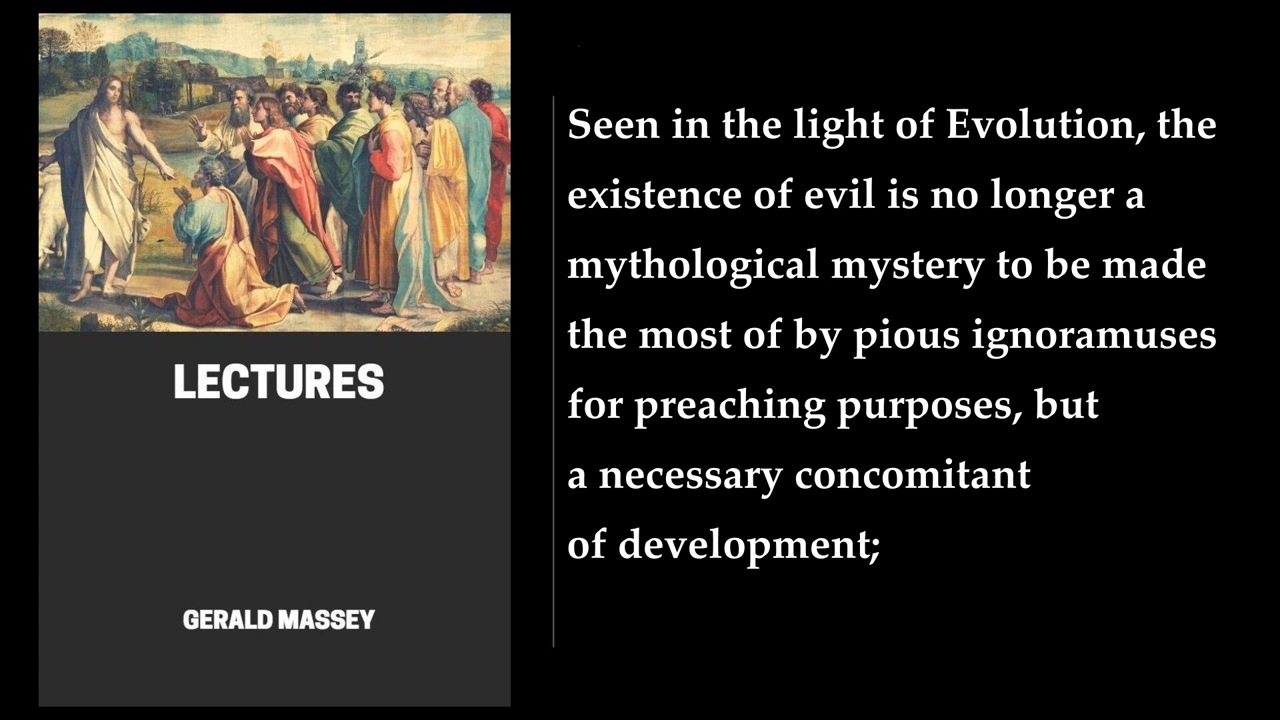 LECTURES
GERALD MASSEY
Seen in the light of Evolution, the
existence of evil is no longer a
mythological mystery to be made
the most of by pious ignoramuses
for preaching purposes, but
a necessary concomitant
of development;